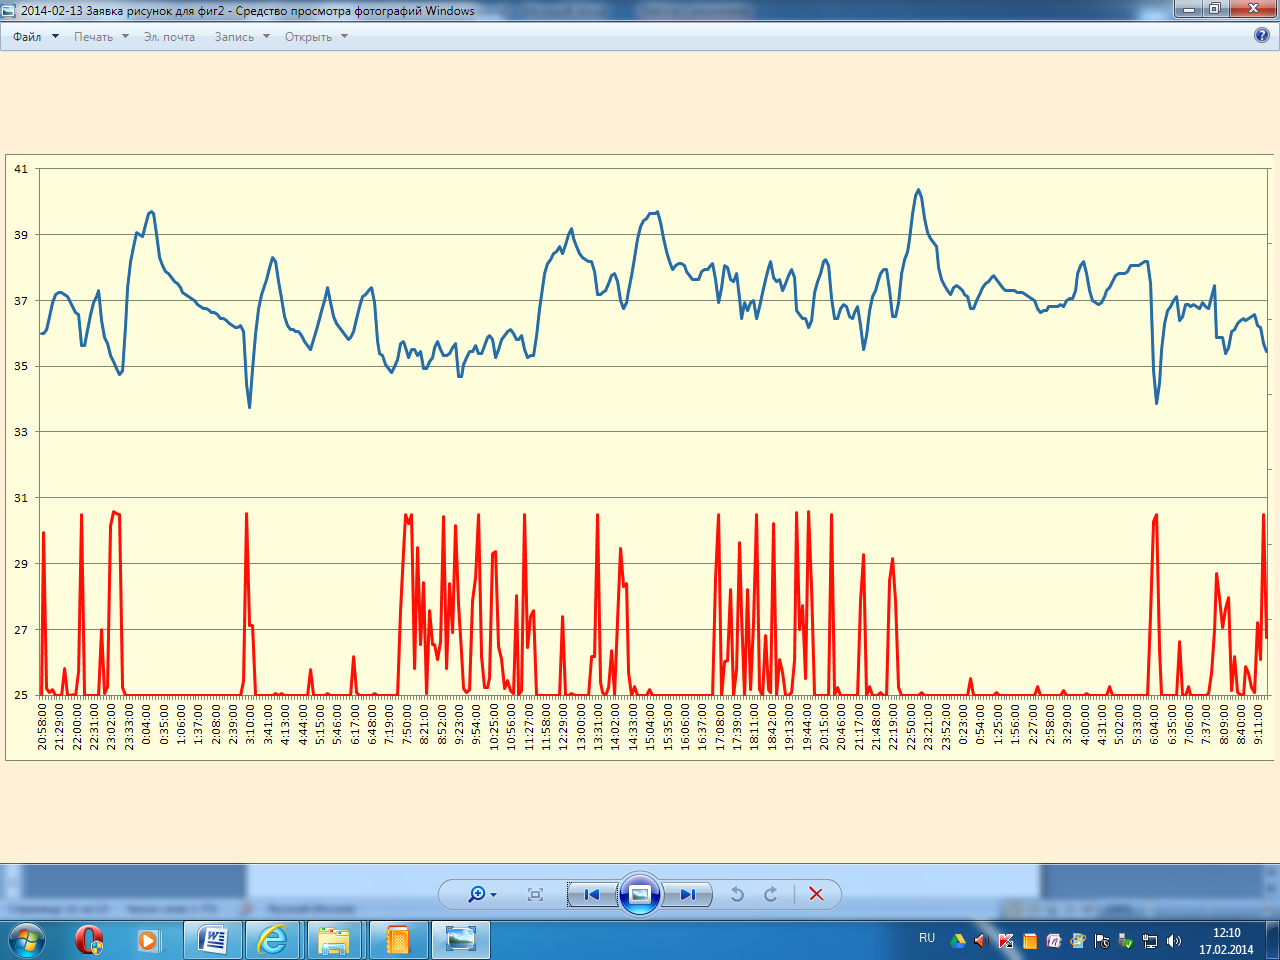 2014-02-13 Заявка рисунок для фиг2 - Средство просмотра фотографий Windows
Файл Печать Эл. почта Запись Открыть
41
39
37
35
33
31
29
27
25
20:58:00 21:29:00 22:00:00 22:31:00 23:02:00 23:33:00 0:04:00 0:35:00 1:06:00 1:37:00 2:08:00 2:39:00 3:10:00 3:41:00 4:13:00 4:44:00 5:15:00 5:46:00 6:17:00 6:48:00 7:19:00 7:50:00 8:21:00 8:52:00 9:23:00 9:54:00 10:25:00 10:56:00 11:27:00 11:58:00 12:29:00 13:00:00 13:31:00 14:02:00 14:33:00 15:04:00 15:35:00 16:06:00 16:37:00 17:08:00 17:39:00 18:11:00 18:42:00 19:13:00 19:44:00 20:15:00 20:46:00 21:17:00 21:48:00 22:19:00 22:50:00 23:21:00 23:52:00 0:23:00 0:54:00 1:25:00 1:56:00 2:27:00 2:58:00 3:29:00 4:00:00 4:31:00 5:02:00 5:33:00 6:04:00 6:35:00 7:06:00 7:37:00 8:09:00 8:40:00 9:11:00
RU
12:10
17.02.2014